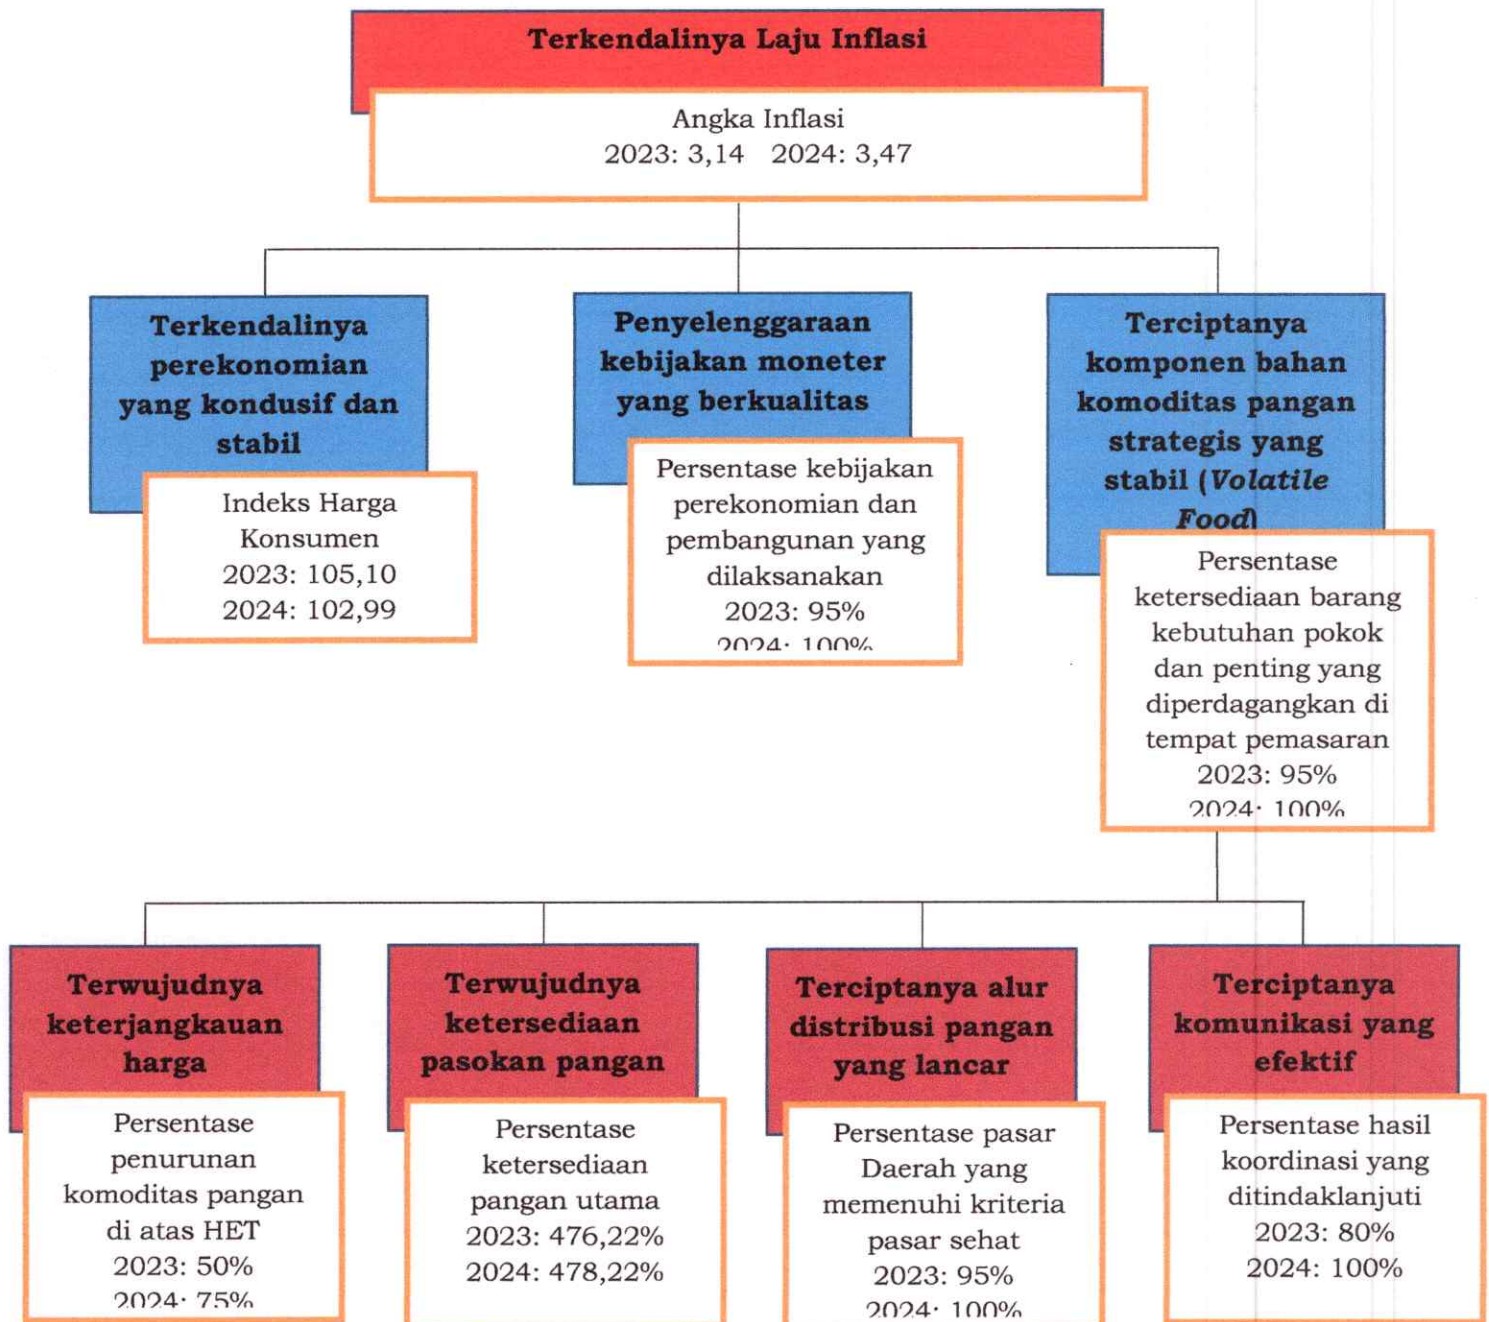 Terkendalinya Laju Inflasi
Angka Inflasi
2023: 3,14 2024: 3,47
Terkendalinya
perekonomian
yang kondusif dan
stabil
Indeks Harga
Konsumen
2023: 105,10
2024: 102,99
Penyelenggaraan
kebijakan moneter
yang berkualitas
Persentase kebijakan
perekonomian dan
pembangunan yang
dilaksanakan
2023: 95%
2024: 100%
Terciptanya
komponen bahan
komoditas pangan
strategis yang
stabil (Volatile
Food)
Persentase
ketersediaan barang
kebutuhan pokok
dan penting yang
diperdagangkan di
tempat pemasaran
2023: 95%
2024: 100%
Terwujudnya
keterjangkauan
harga
Persentase
penurunan
komoditas pangan
di atas HET
2023: 50%
2024: 75%
Terwujudnya
ketersediaan
pasokan pangan
Persentase
ketersediaan
pangan utama
2023: 476,22%
2024: 478,22%
Terciptanya alur
distribusi pangan
yang lancar
Persentase pasar
Daerah yang
memenuhi kriteria
pasar sehat
2023: 95%
2024: 100%
Terciptanya
komunikasi yang
efektif
Persentase hasil
koordinasi yang
ditindaklanjuti
2023: 80%
2024: 100%